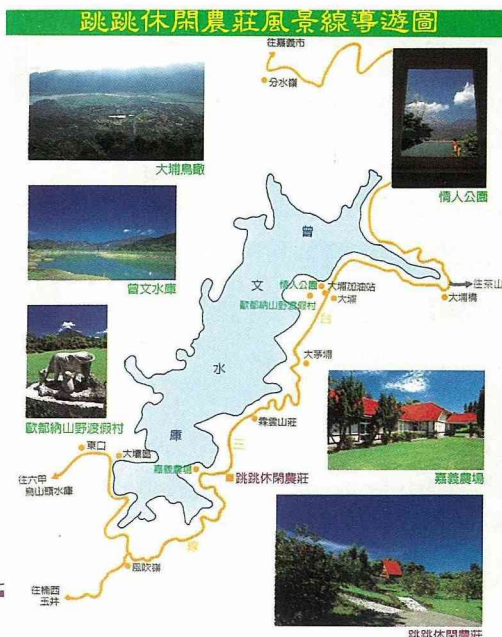 跳跳休閒農莊風景線導遊圖
往嘉義市
分水嶺
大埔鳥瞰
情人公園
曾文水庫
曾
文
水
庫
情人公園
大埔加油站
歐都納山野渡假村
大埔
往茶山
大埔橋
台
三
線
大茅埔
霖園山莊
歐都納山野渡假村
東口
大壩
嘉義農場
跳跳休閒農莊
嘉義農場
往六甲
烏山頭水庫
風吹嶺
往楠西
玉井
跳跳休閒農莊